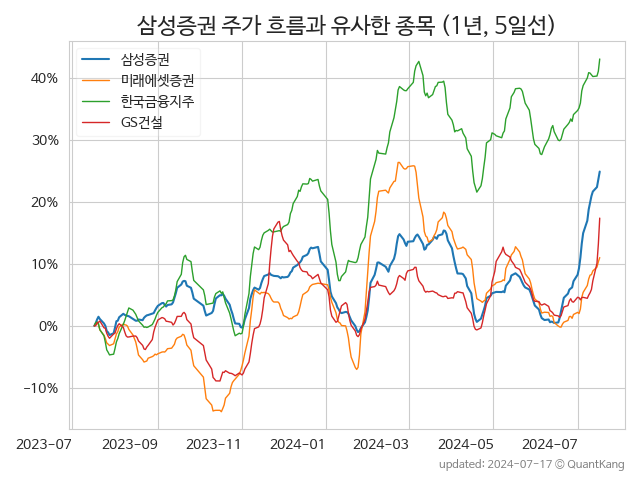 삼성증권 주가 흐름과 유사한 종목 (1년, 5일선)
삼성증권
미래에셋증권
한국금융지주
GS건설
40%
30%
20%
10%
0%
−10%
2023-07
2023-09
2023-11
2024-01
2024-03
2024-05
2024-07
updated: 2024-07-17 © QuantKang